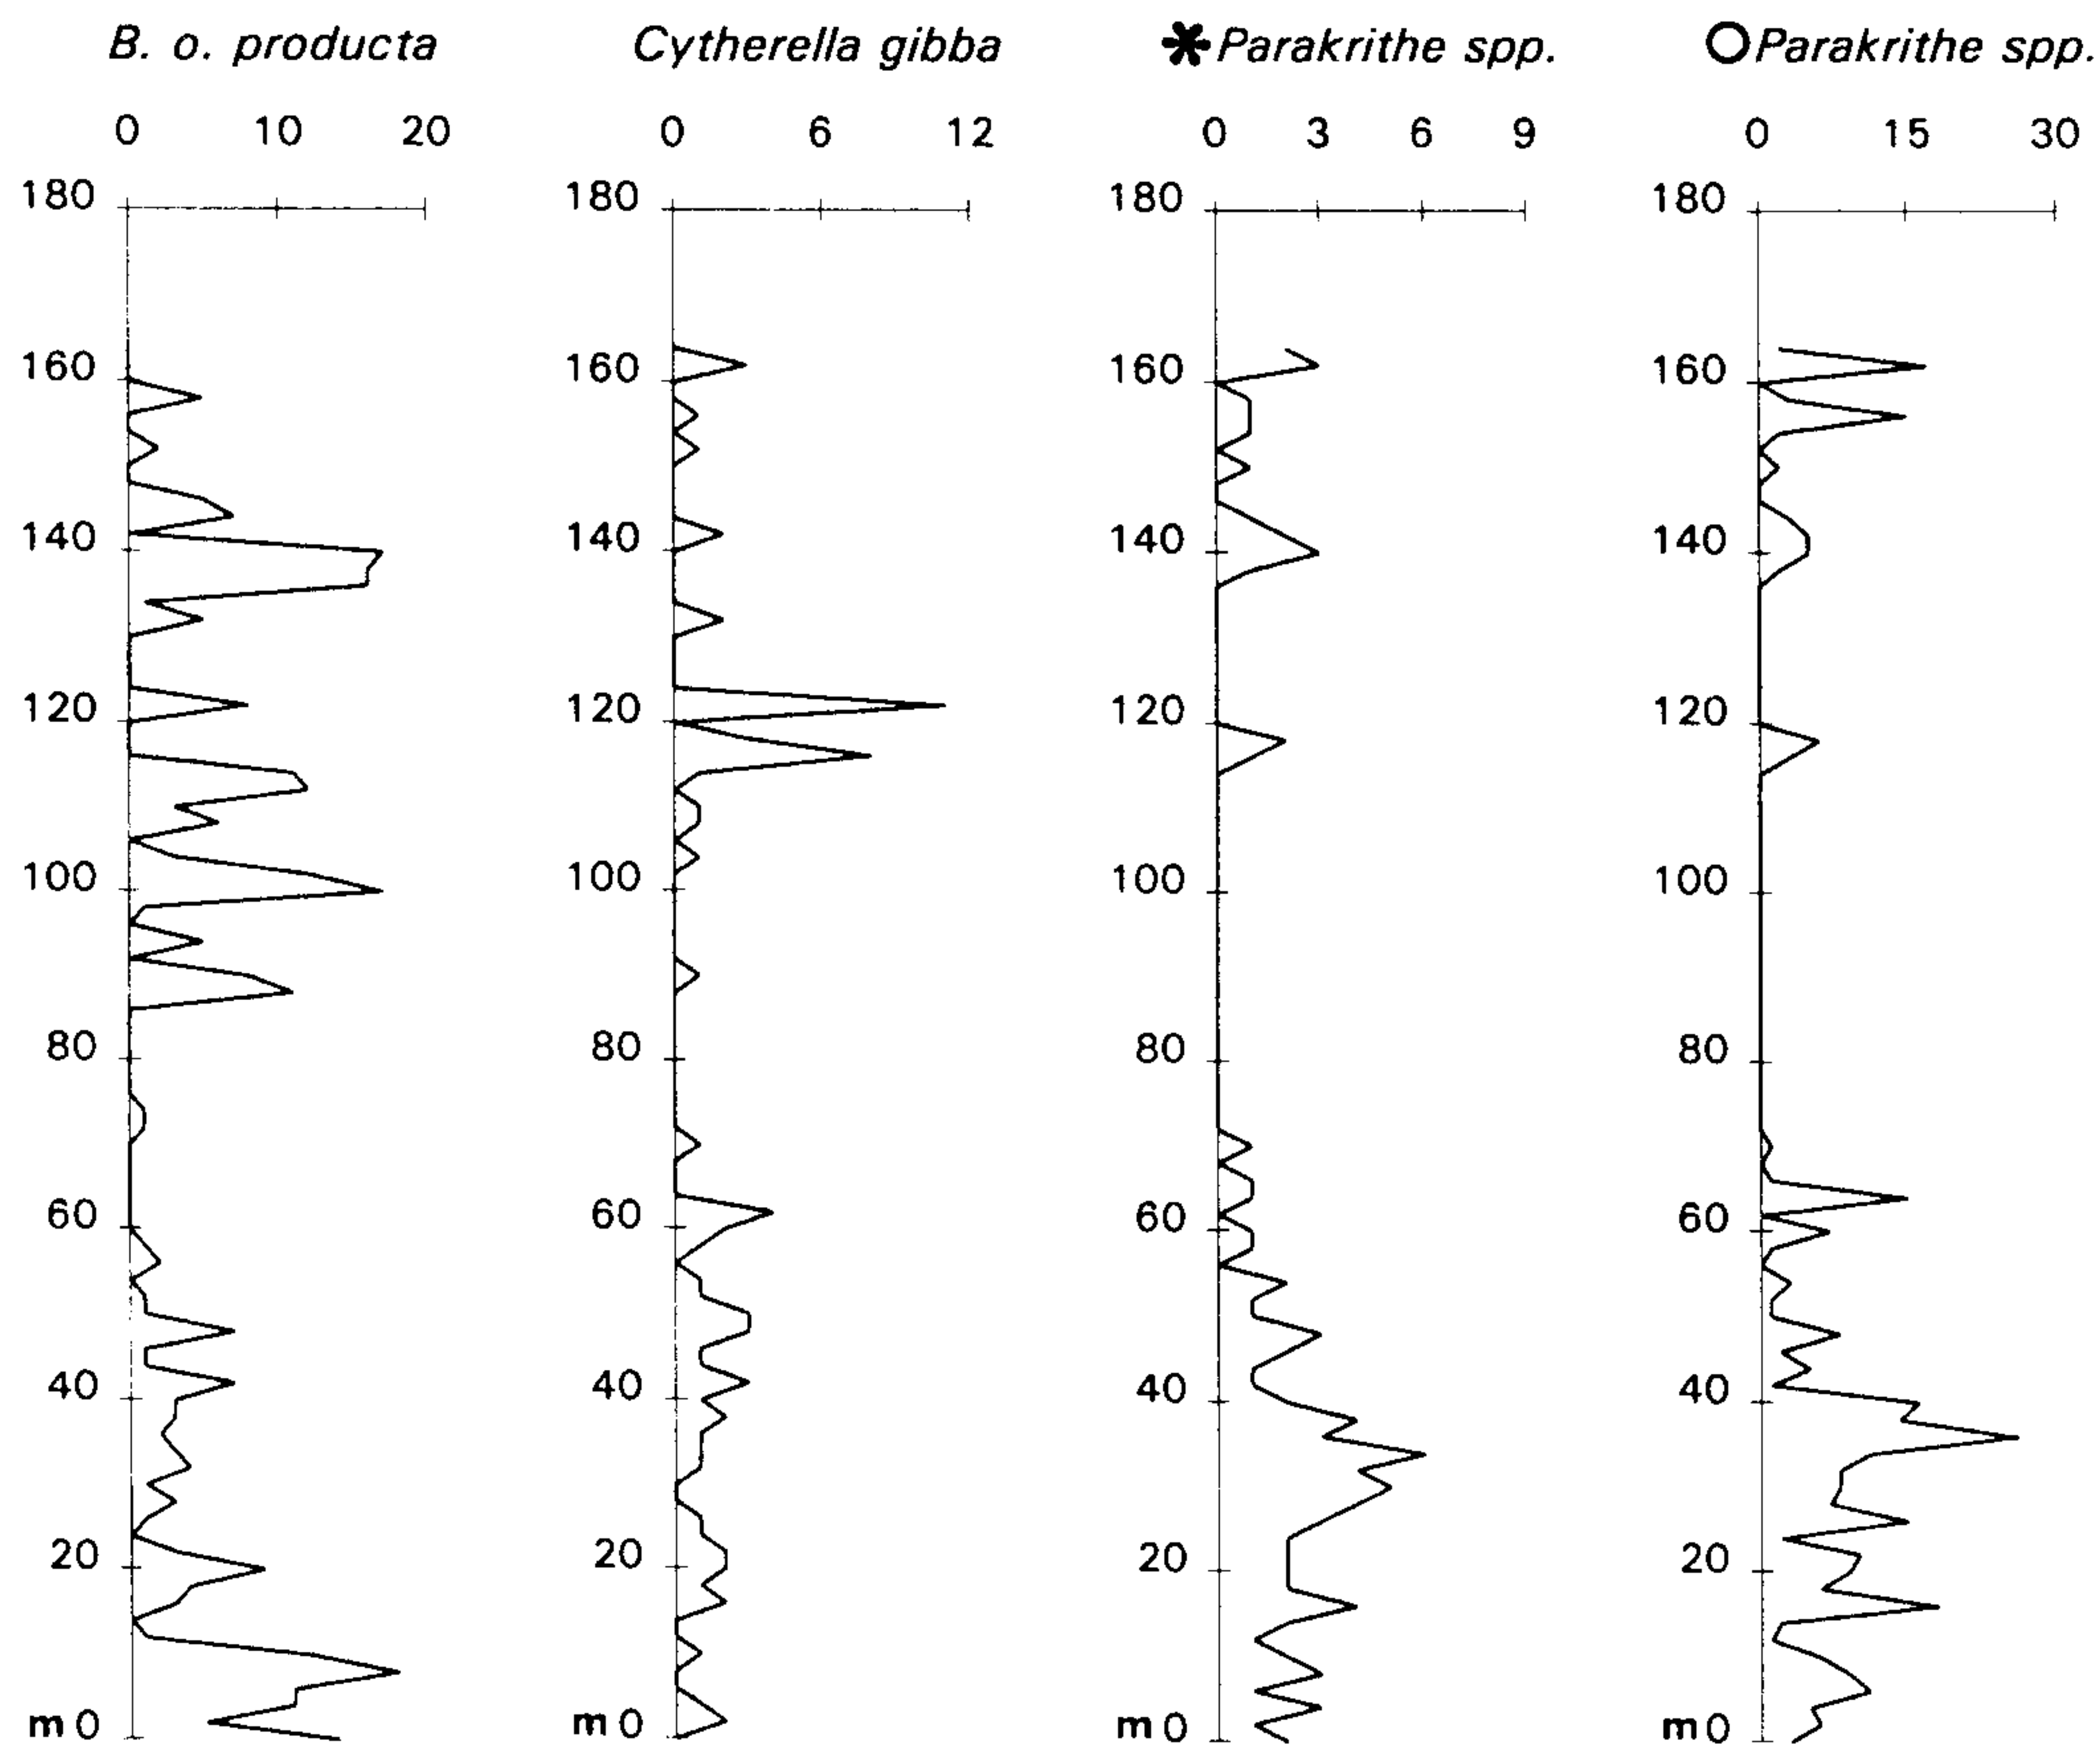 B. o. producta Cytherella gibba ✱Parakrithe spp. ○Parakrithe spp.
0 10 20 0 6 12 0 3 6 9 0 15 30
180 180 180 180
160 160 160 160
140 140 140 140
120 120 120 120
100 100 100 100
80 80 80 80
60 60 60 60
40 40 40 40
20 20 20 20
m 0 m 0 m 0 m 0